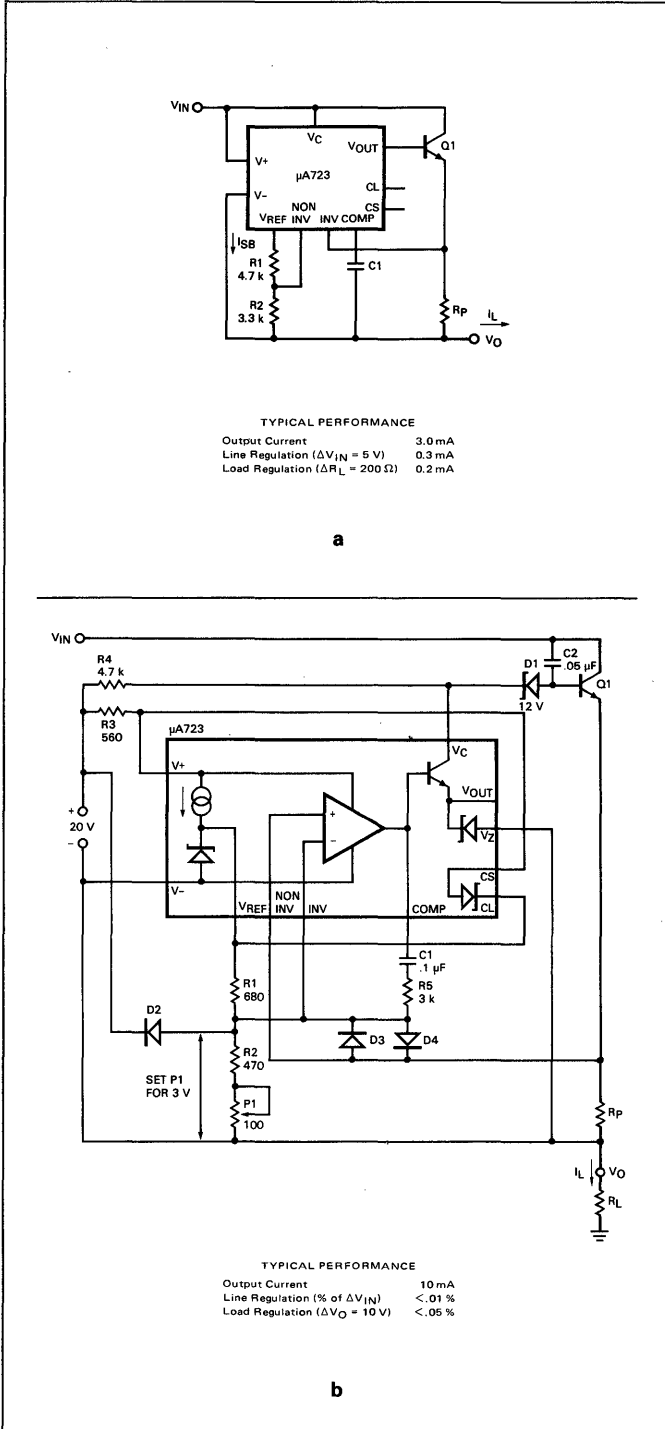 VIN
VC
VOUT
Q1
V+
µA723
CL
V−
NON
CS
VREF INV INV COMP
ISB
R1
4.7 k
C1
R2
3.3 k
RP
IL
VO
TYPICAL PERFORMANCE
Output Current 3.0 mA
Line Regulation (ΔVIN = 5 V) 0.3 mA
Load Regulation (ΔRL = 200 Ω) 0.2 mA
a
VIN
R4
4.7 k
D1
C2
.05 µF
Q1
12 V
R3
560
µA723
V+
VC
VOUT
+
20 V
−
+
−
VZ
CS
V−
CL
VREF NON INV COMP
INV
C1
.1 µF
R1
680
R5
3 k
D2
D3
D4
R2
470
SET P1
FOR 3 V
P1
100
RP
IL
VO
RL
TYPICAL PERFORMANCE
Output Current 10 mA
Line Regulation (% of ΔVIN) <.01 %
Load Regulation (ΔVO = 10 V) <.05 %
b